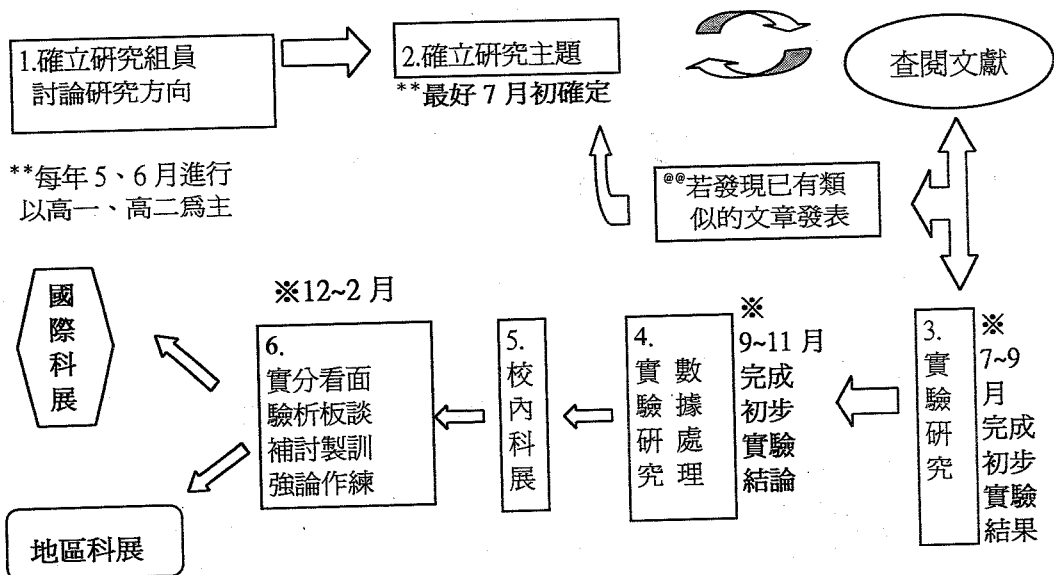 1.確立研究組員
討論研究方向
**每年 5、6 月進行
以高一、高二爲主
2.確立研究主題
**最好 7 月初確定
查閱文獻
@@若發現已有類
似的文章發表
3.
實驗研究
※
7~9
月
完成
初步
實驗
結果
4.
實驗研究
數據處理
※
9~11 月
完成
初步
實驗
結論
5.
校內科展
※12~2 月
6.
實驗補強
分析討論
看板製作
面談訓練
國際科展
地區科展